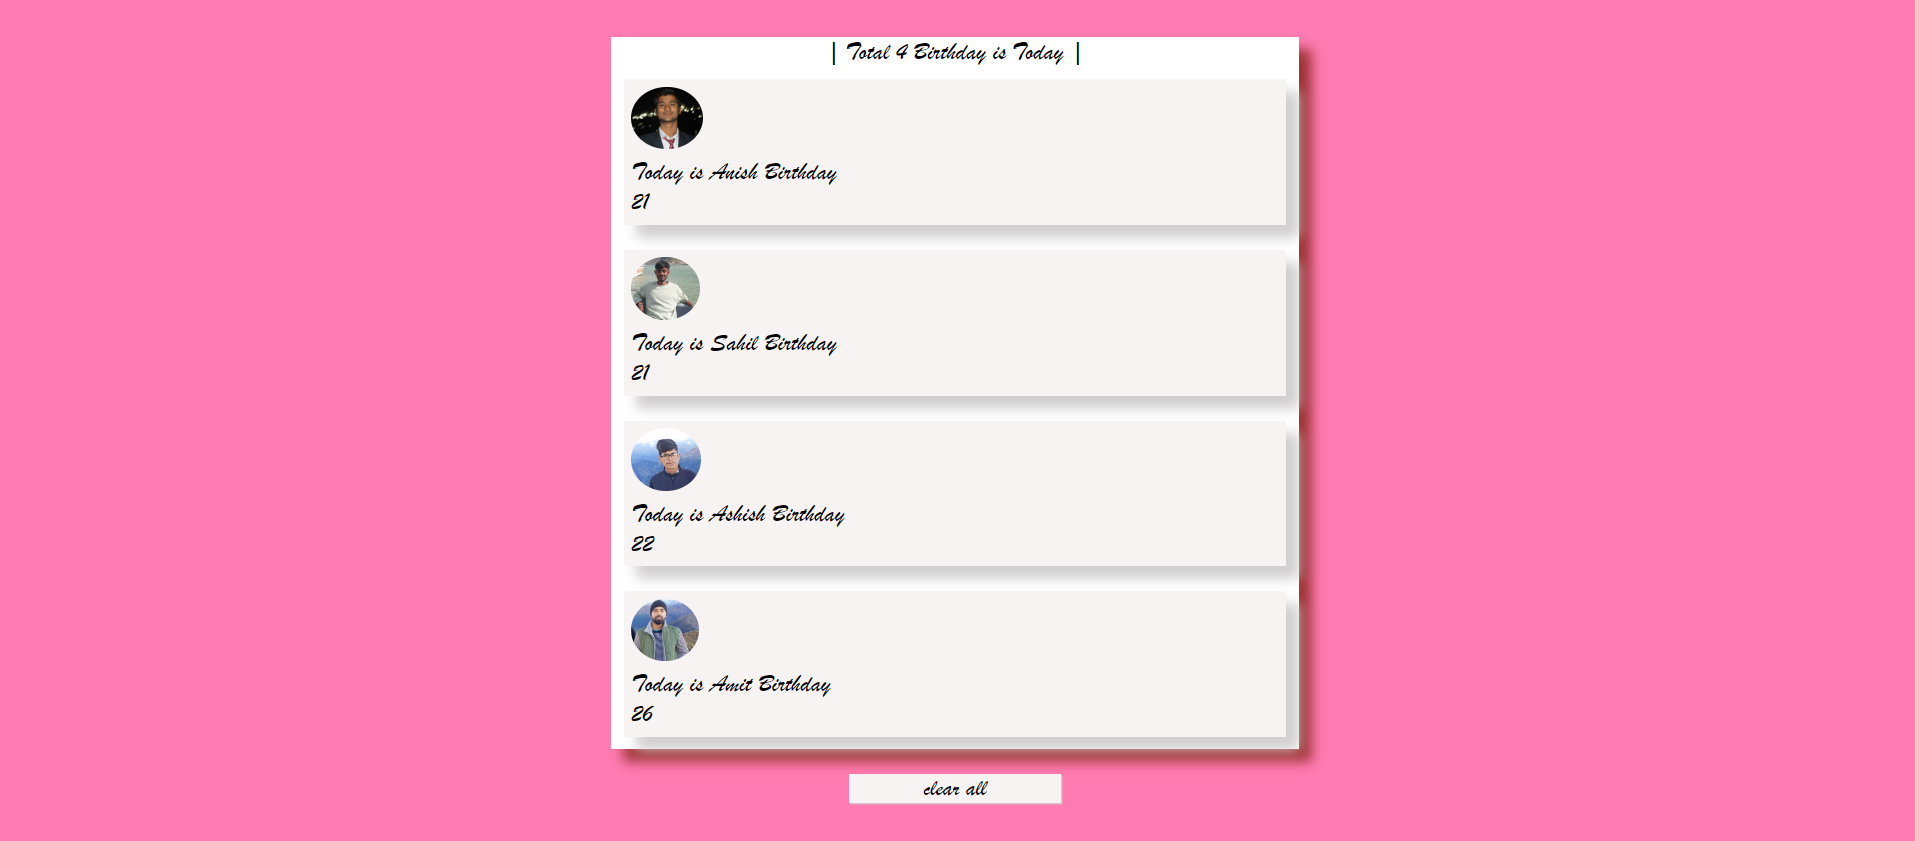 | Total 4 Birthday is Today |
Today is Anish Birthday
21
Today is Sahil Birthday
21
Today is Ashish Birthday
22
Today is Amit Birthday
26
clear all